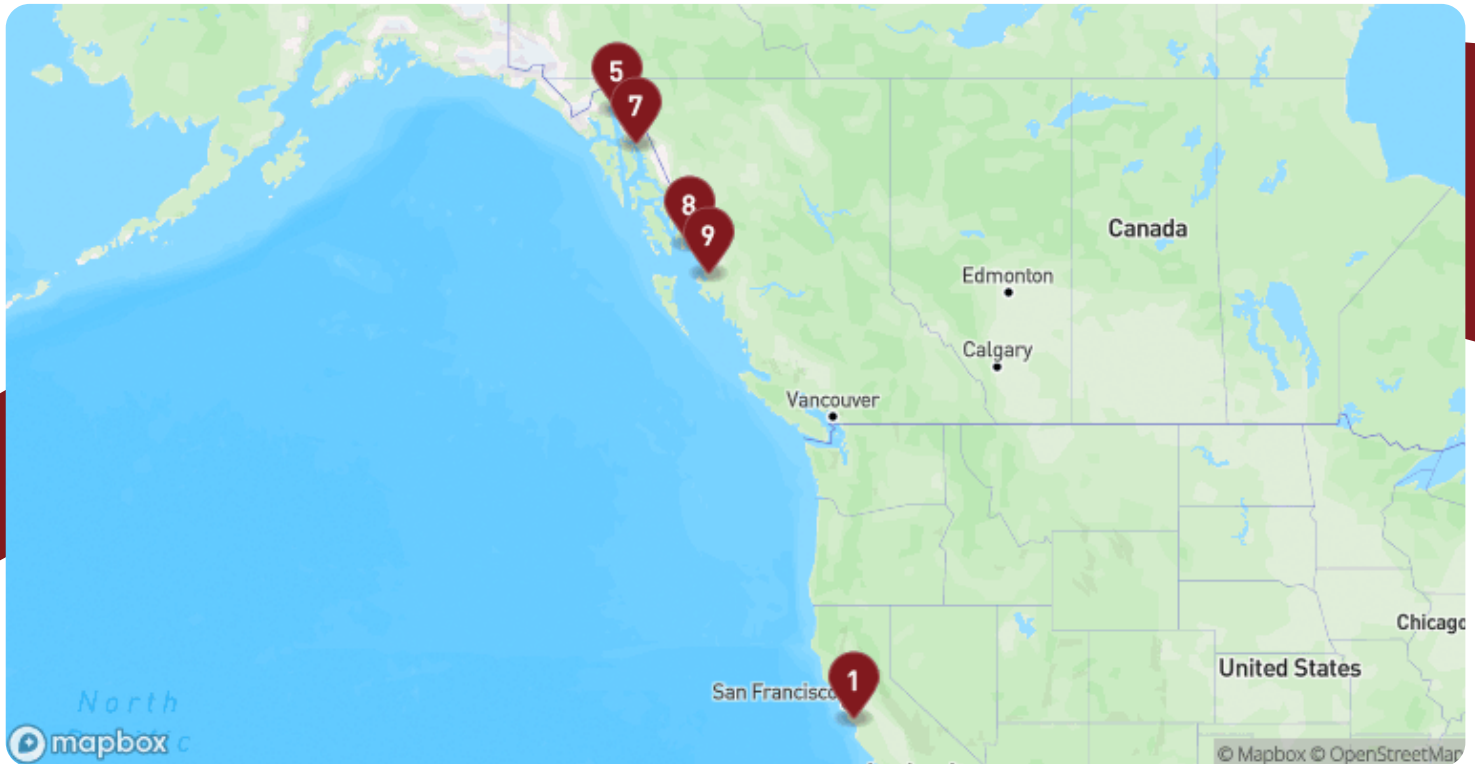 5
7
8
9
Canada
Edmonton
Calgary
Vancouver
Chicago
United States
1
San Francisco
North
mapbox
© Mapbox © OpenStreetMap